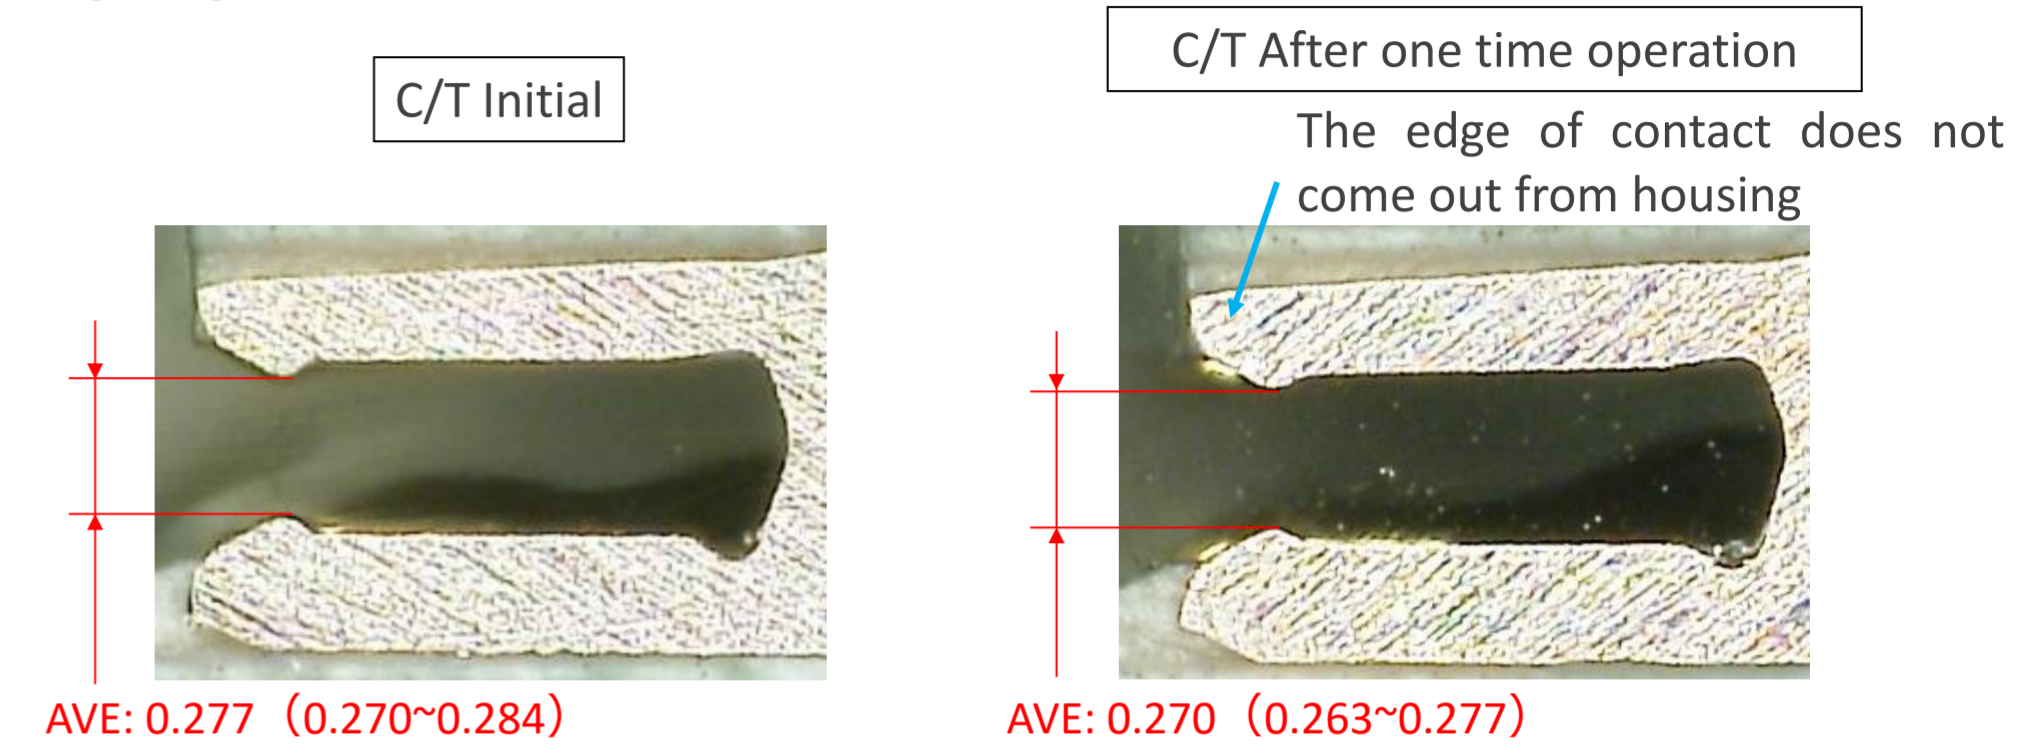 C/T Initial
C/T After one time operation
The edge of contact does not
come out from housing
AVE: 0.277（0.270~0.284）
AVE: 0.270（0.263~0.277）